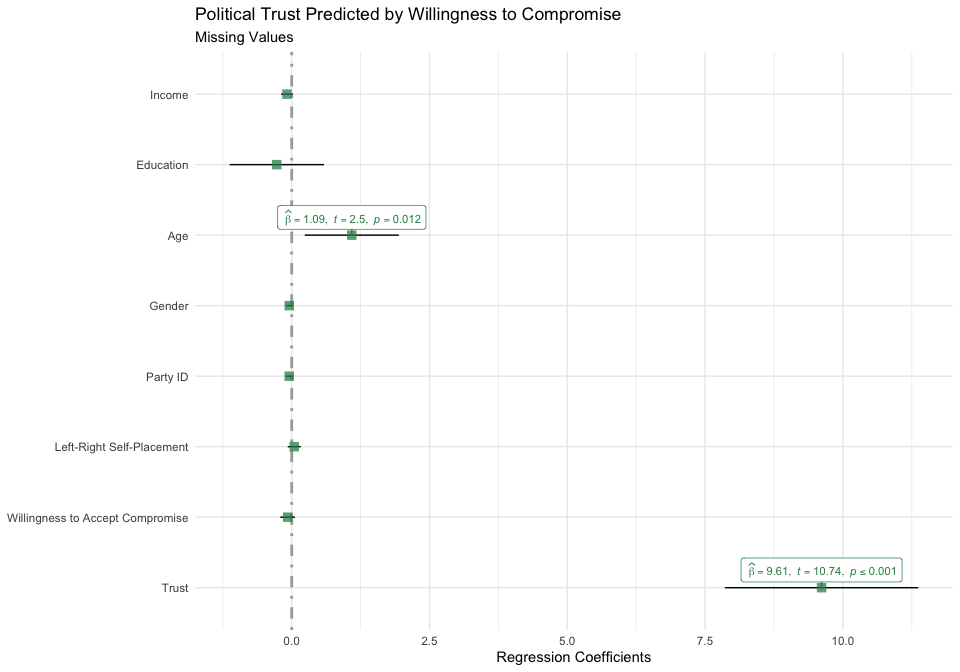 Political Trust Predicted by Willingness to Compromise
Missing Values
Income
Education
β̂ = 1.09, t = 2.5, p = 0.012
Age
Gender
Party ID
Left-Right Self-Placement
Willingness to Accept Compromise
β̂ = 9.61, t = 10.74, p ≤ 0.001
Trust
0.0 2.5 5.0 7.5 10.0
Regression Coefficients